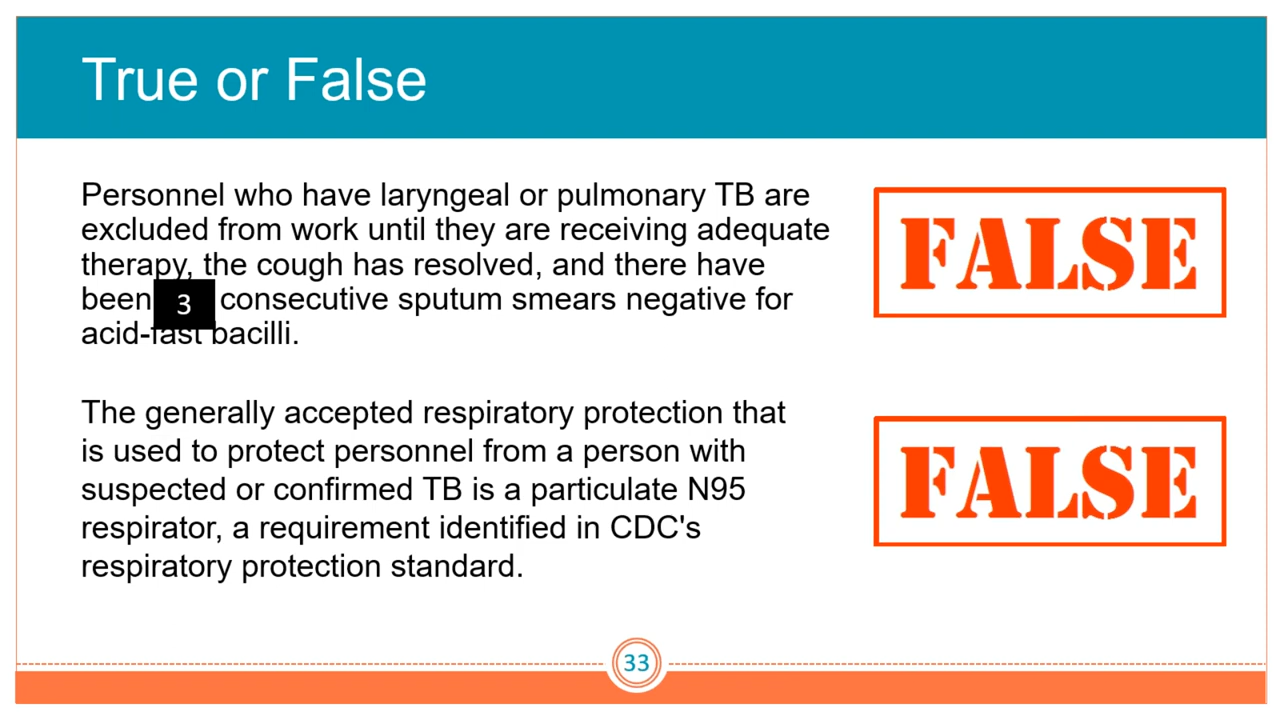 True or False
Personnel who have laryngeal or pulmonary TB are
excluded from work until they are receiving adequate
therapy, the cough has resolved, and there have
been 3 consecutive sputum smears negative for
acid-fast bacilli.
FALSE
The generally accepted respiratory protection that
is used to protect personnel from a person with
suspected or confirmed TB is a particulate N95
respirator, a requirement identified in CDC's
respiratory protection standard.
FALSE
33